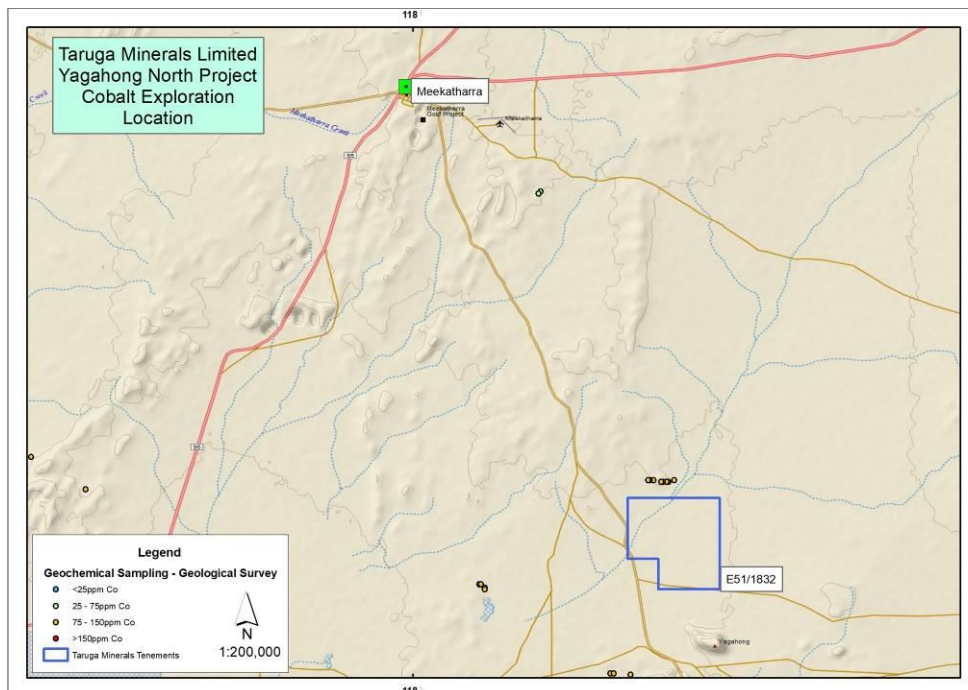 118
Taruga Minerals Limited
Yagahong North Project
Cobalt Exploration
Location
Creek
Meekatharra Creek
Meekatharra
Meekatharra
Gold Project
Meekatharra
95
95
E51/1832
Yagahong
Legend
Geochemical Sampling - Geological Survey
<25ppm Co
25 - 75ppm Co
75 - 150ppm Co
>150ppm Co
Taruga Minerals Tenements
N
1:200,000
118